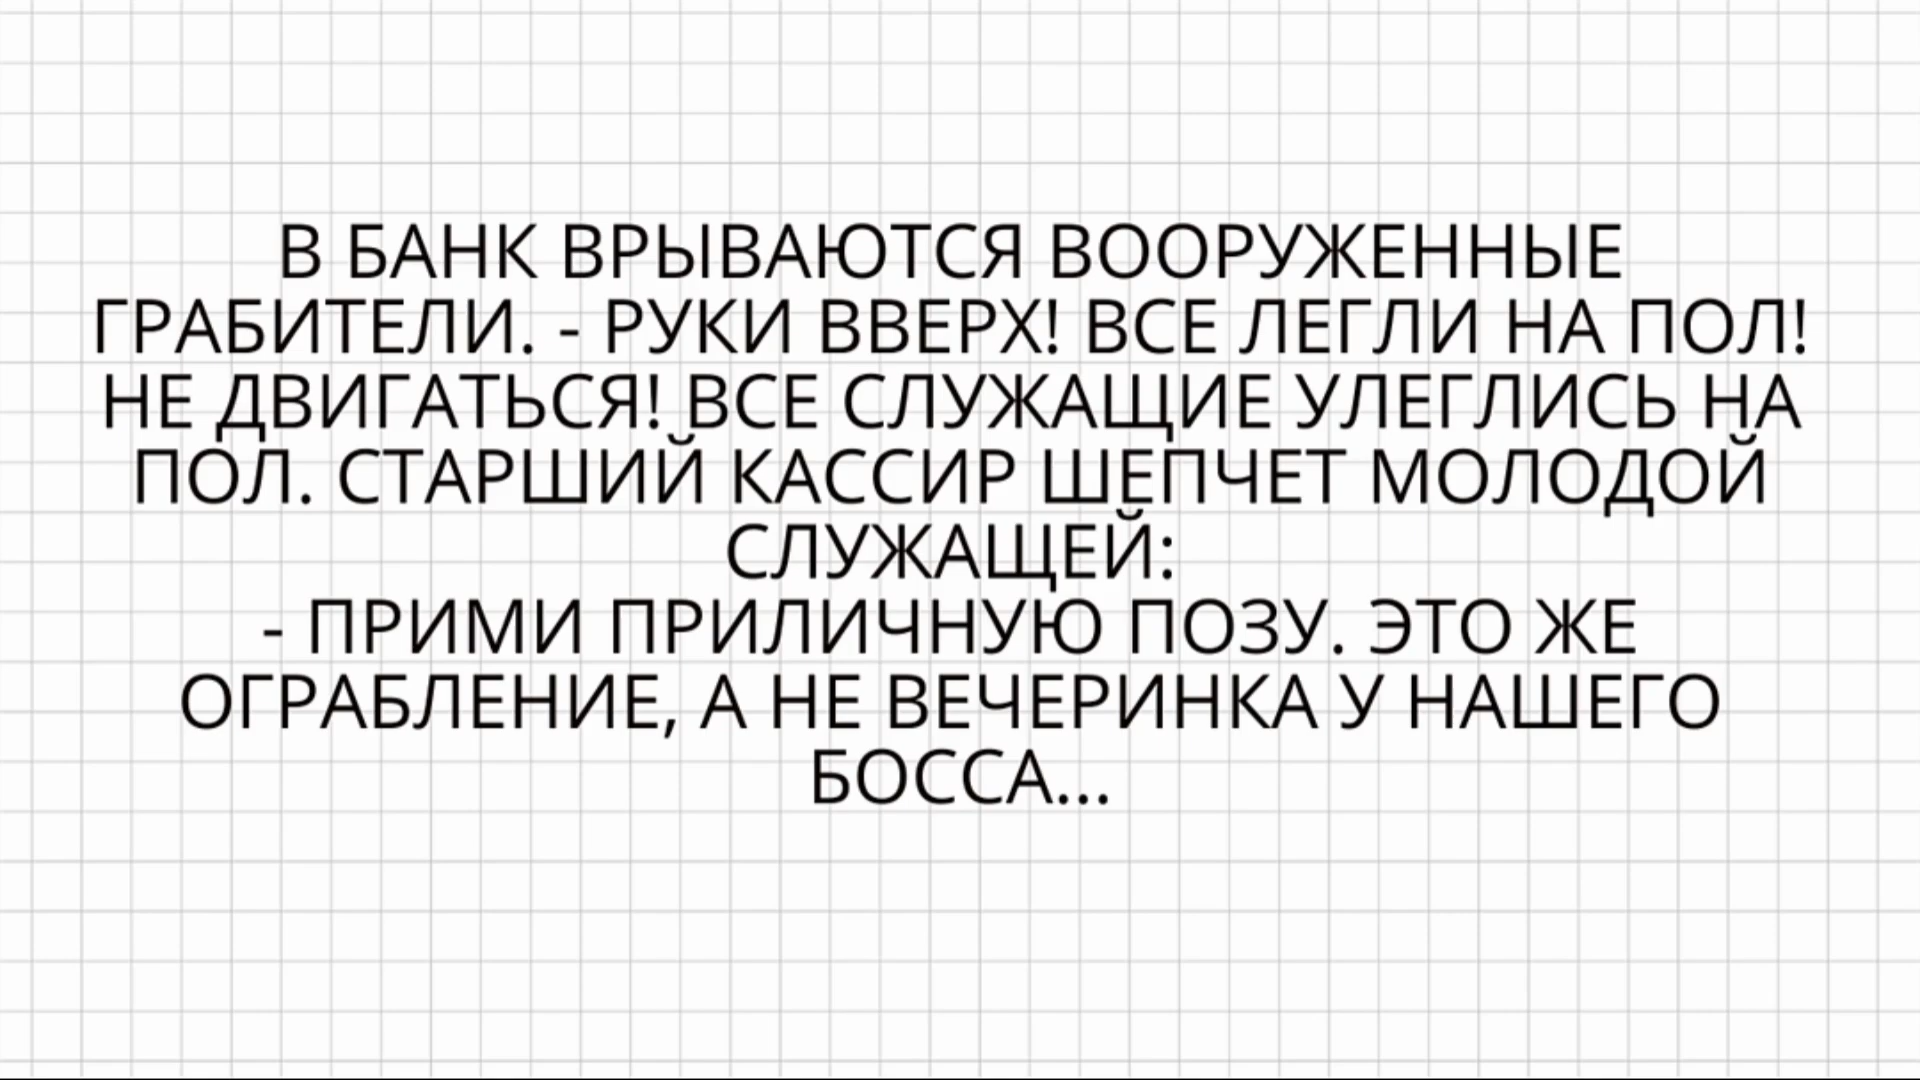 В БАНК ВРЫВАЮТСЯ ВООРУЖЕННЫЕ
ГРАБИТЕЛИ. - РУКИ ВВЕРХ! ВСЕ ЛЕГЛИ НА ПОЛ!
НЕ ДВИГАТЬСЯ! ВСЕ СЛУЖАЩИЕ УЛЕГЛИСЬ НА
ПОЛ. СТАРШИЙ КАССИР ШЕПЧЕТ МОЛОДОЙ
СЛУЖАЩЕЙ:
- ПРИМИ ПРИЛИЧНУЮ ПОЗУ. ЭТО ЖЕ
ОГРАБЛЕНИЕ, А НЕ ВЕЧЕРИНКА У НАШЕГО
БОССА...